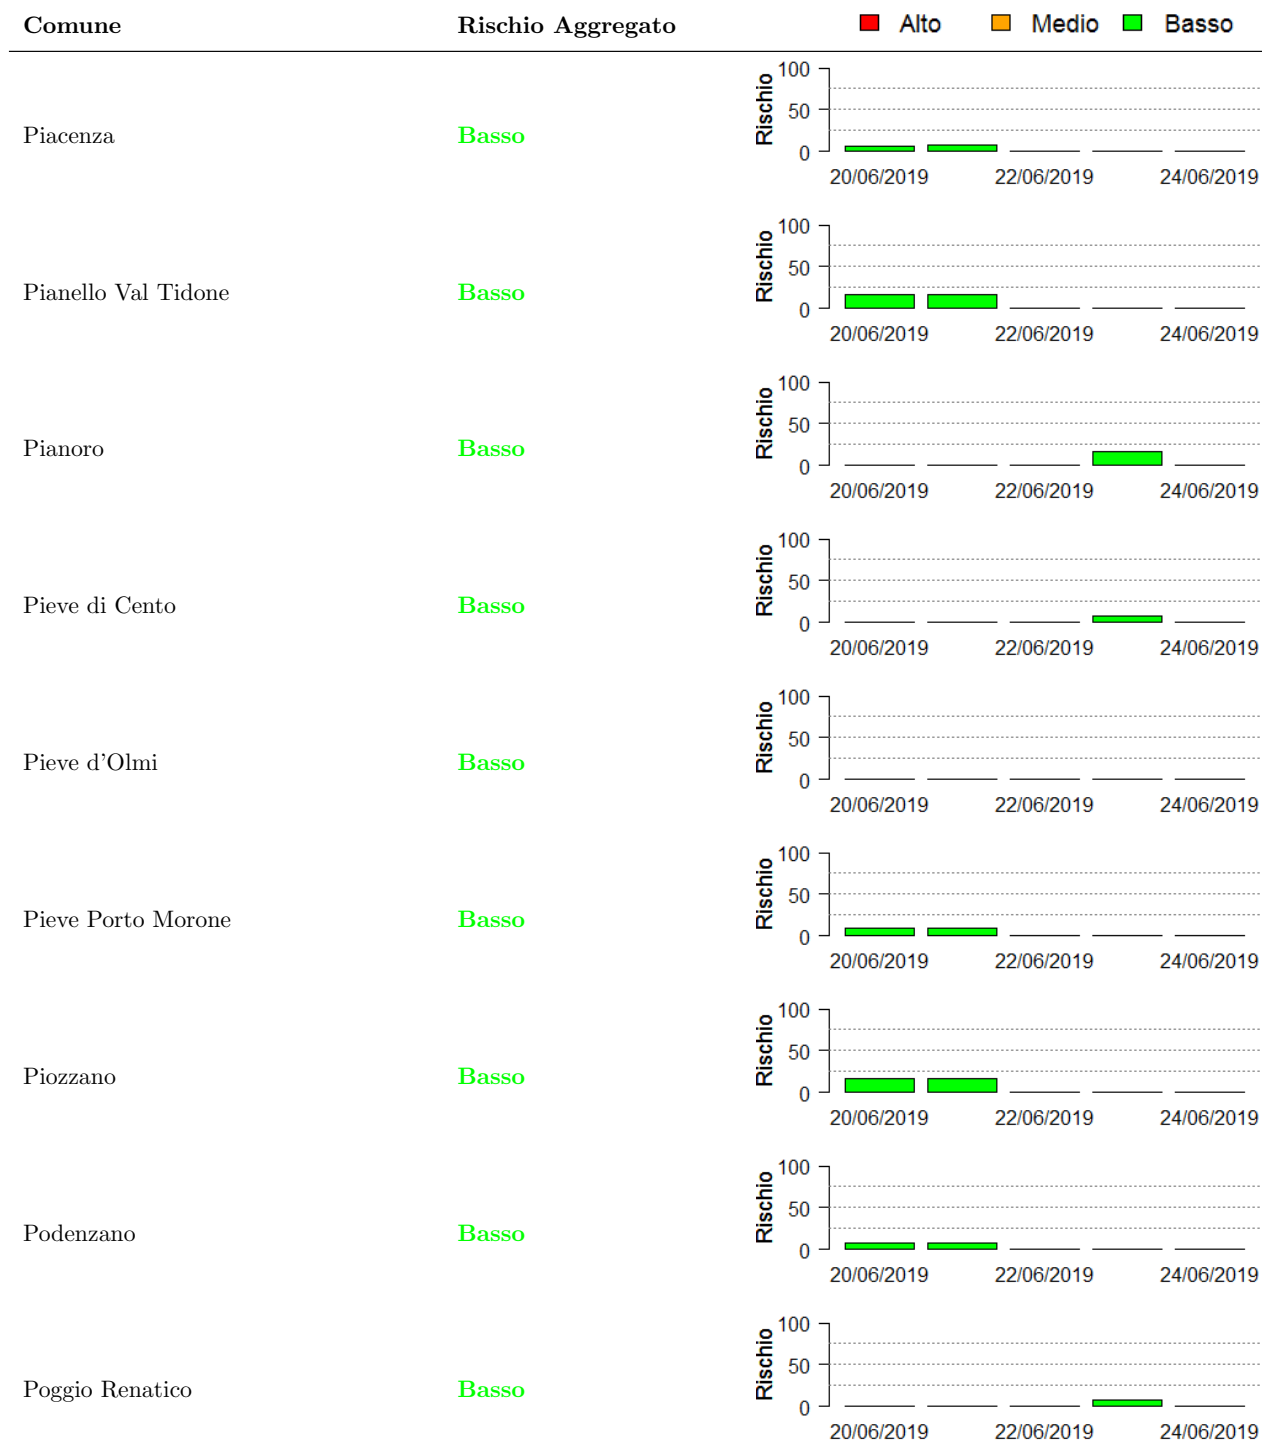 Comune Rischio Aggregato Alto Medio Basso
100
50
0
Rischio
Piacenza Basso
20/06/2019 22/06/2019 24/06/2019
100
50
0
Rischio
Pianello Val Tidone Basso
20/06/2019 22/06/2019 24/06/2019
100
50
0
Rischio
Pianoro Basso
20/06/2019 22/06/2019 24/06/2019
100
50
0
Rischio
Pieve di Cento Basso
20/06/2019 22/06/2019 24/06/2019
100
50
0
Rischio
Pieve d'Olmi Basso
20/06/2019 22/06/2019 24/06/2019
100
50
0
Rischio
Pieve Porto Morone Basso
20/06/2019 22/06/2019 24/06/2019
100
50
0
Rischio
Piozzano Basso
20/06/2019 22/06/2019 24/06/2019
100
50
0
Rischio
Podenzano Basso
20/06/2019 22/06/2019 24/06/2019
100
50
0
Rischio
Poggio Renatico Basso
20/06/2019 22/06/2019 24/06/2019